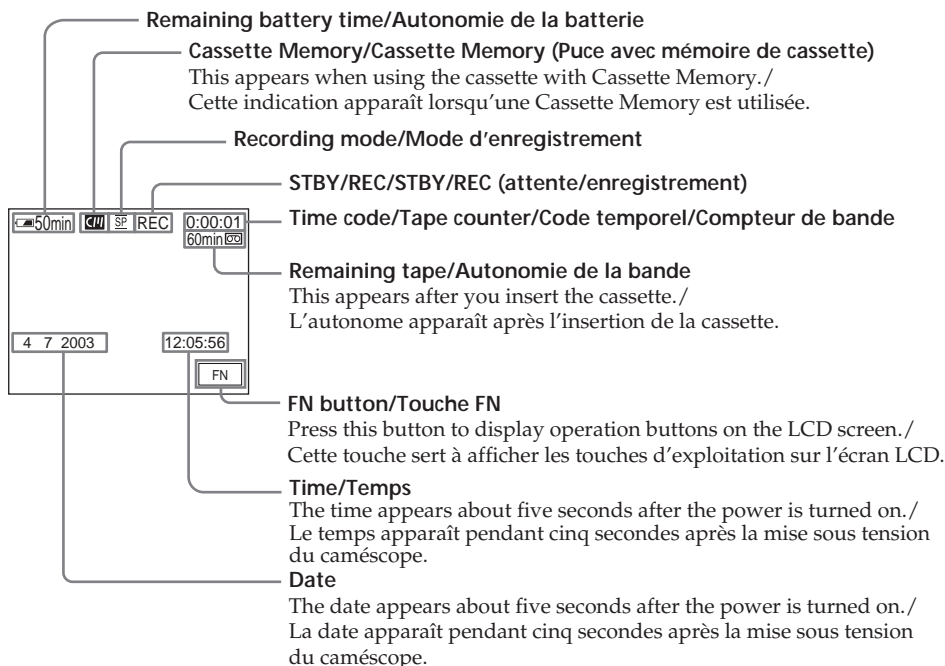 Remaining battery time/Autonomie de la batterie
Cassette Memory/Cassette Memory (Puce avec mémoire de cassette)
This appears when using the cassette with Cassette Memory./
Cette indication apparaît lorsqu'une Cassette Memory est utilisée.
Recording mode/Mode d'enregistrement
STBY/REC/STBY/REC (attente/enregistrement)
50min CM SP REC 0:00:01
Time code/Tape counter/Code temporel/Compteur de bande
60min
Remaining tape/Autonomie de la bande
This appears after you insert the cassette./
L'autonome apparaît après l'insertion de la cassette.
4 7 2003 12:05:56
FN
FN button/Touche FN
Press this button to display operation buttons on the LCD screen./
Cette touche sert à afficher les touches d'exploitation sur l'écran LCD.
Time/Temps
The time appears about five seconds after the power is turned on./
Le temps apparaît pendant cinq secondes après la mise sous tension
du caméscope.
Date
The date appears about five seconds after the power is turned on./
La date apparaît pendant cinq secondes après la mise sous tension
du caméscope.